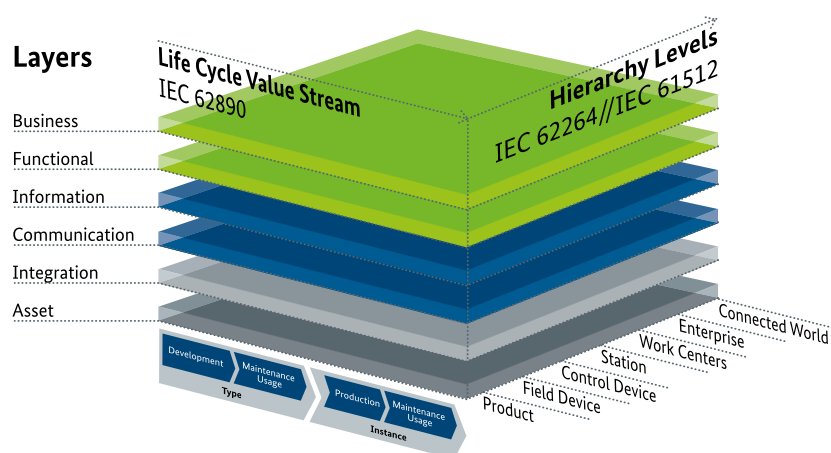 Layers
Life Cycle Value Stream
IEC 62890
Hierarchy Levels
IEC 62264//IEC 61512
Business
Functional
Information
Communication
Integration
Asset
Development
Maintenance
Usage
Type
Production
Maintenance
Usage
Instance
Connected World
Enterprise
Work Centers
Station
Control Device
Field Device
Product